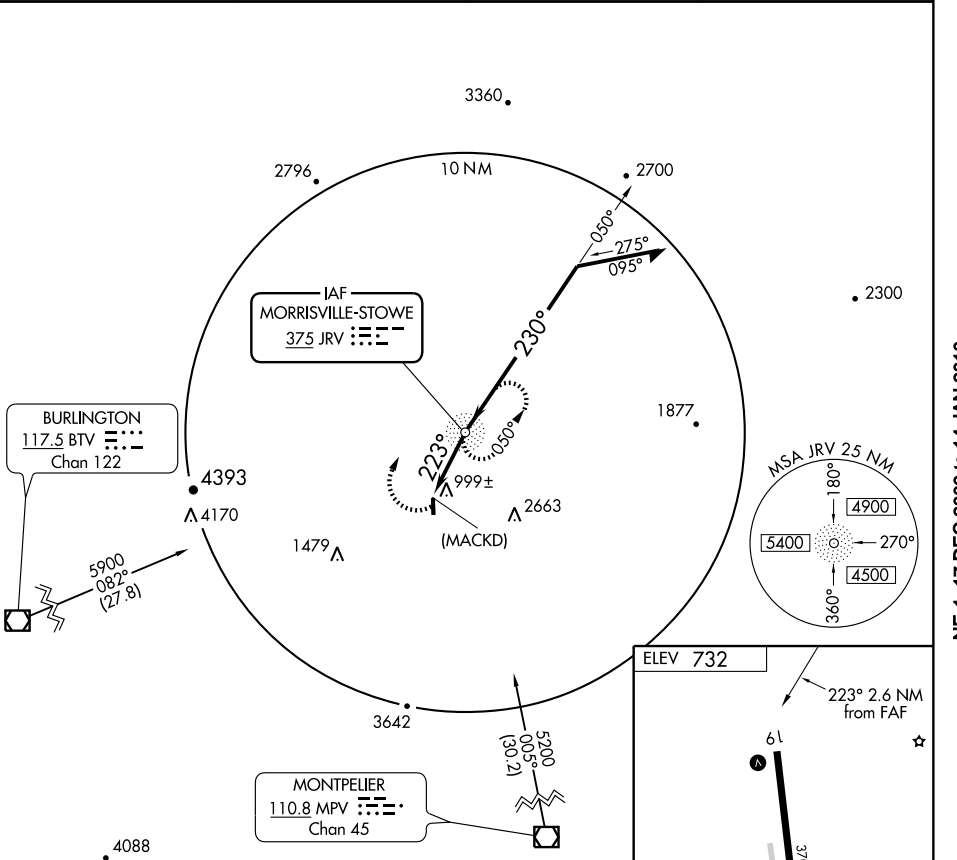 3360
10 NM
2796
2700
050°
275°
095°
2300
IAF
MORRISVILLE-STOWE
375 JRV
230°
1877
BURLINGTON
117.5 BTV
Chan 122
223°
050°
4393
4170
999±
2663
(MACKD)
1479
MSA JRV 25 NM
180°
4900
5400
270°
4500
360°
5900
082°
(27.8)
3642
5200
005°
(30.2)
ELEV 732
223° 2.6 NM
from FAF
19
MONTPELIER
110.8 MPV
Chan 45
4088